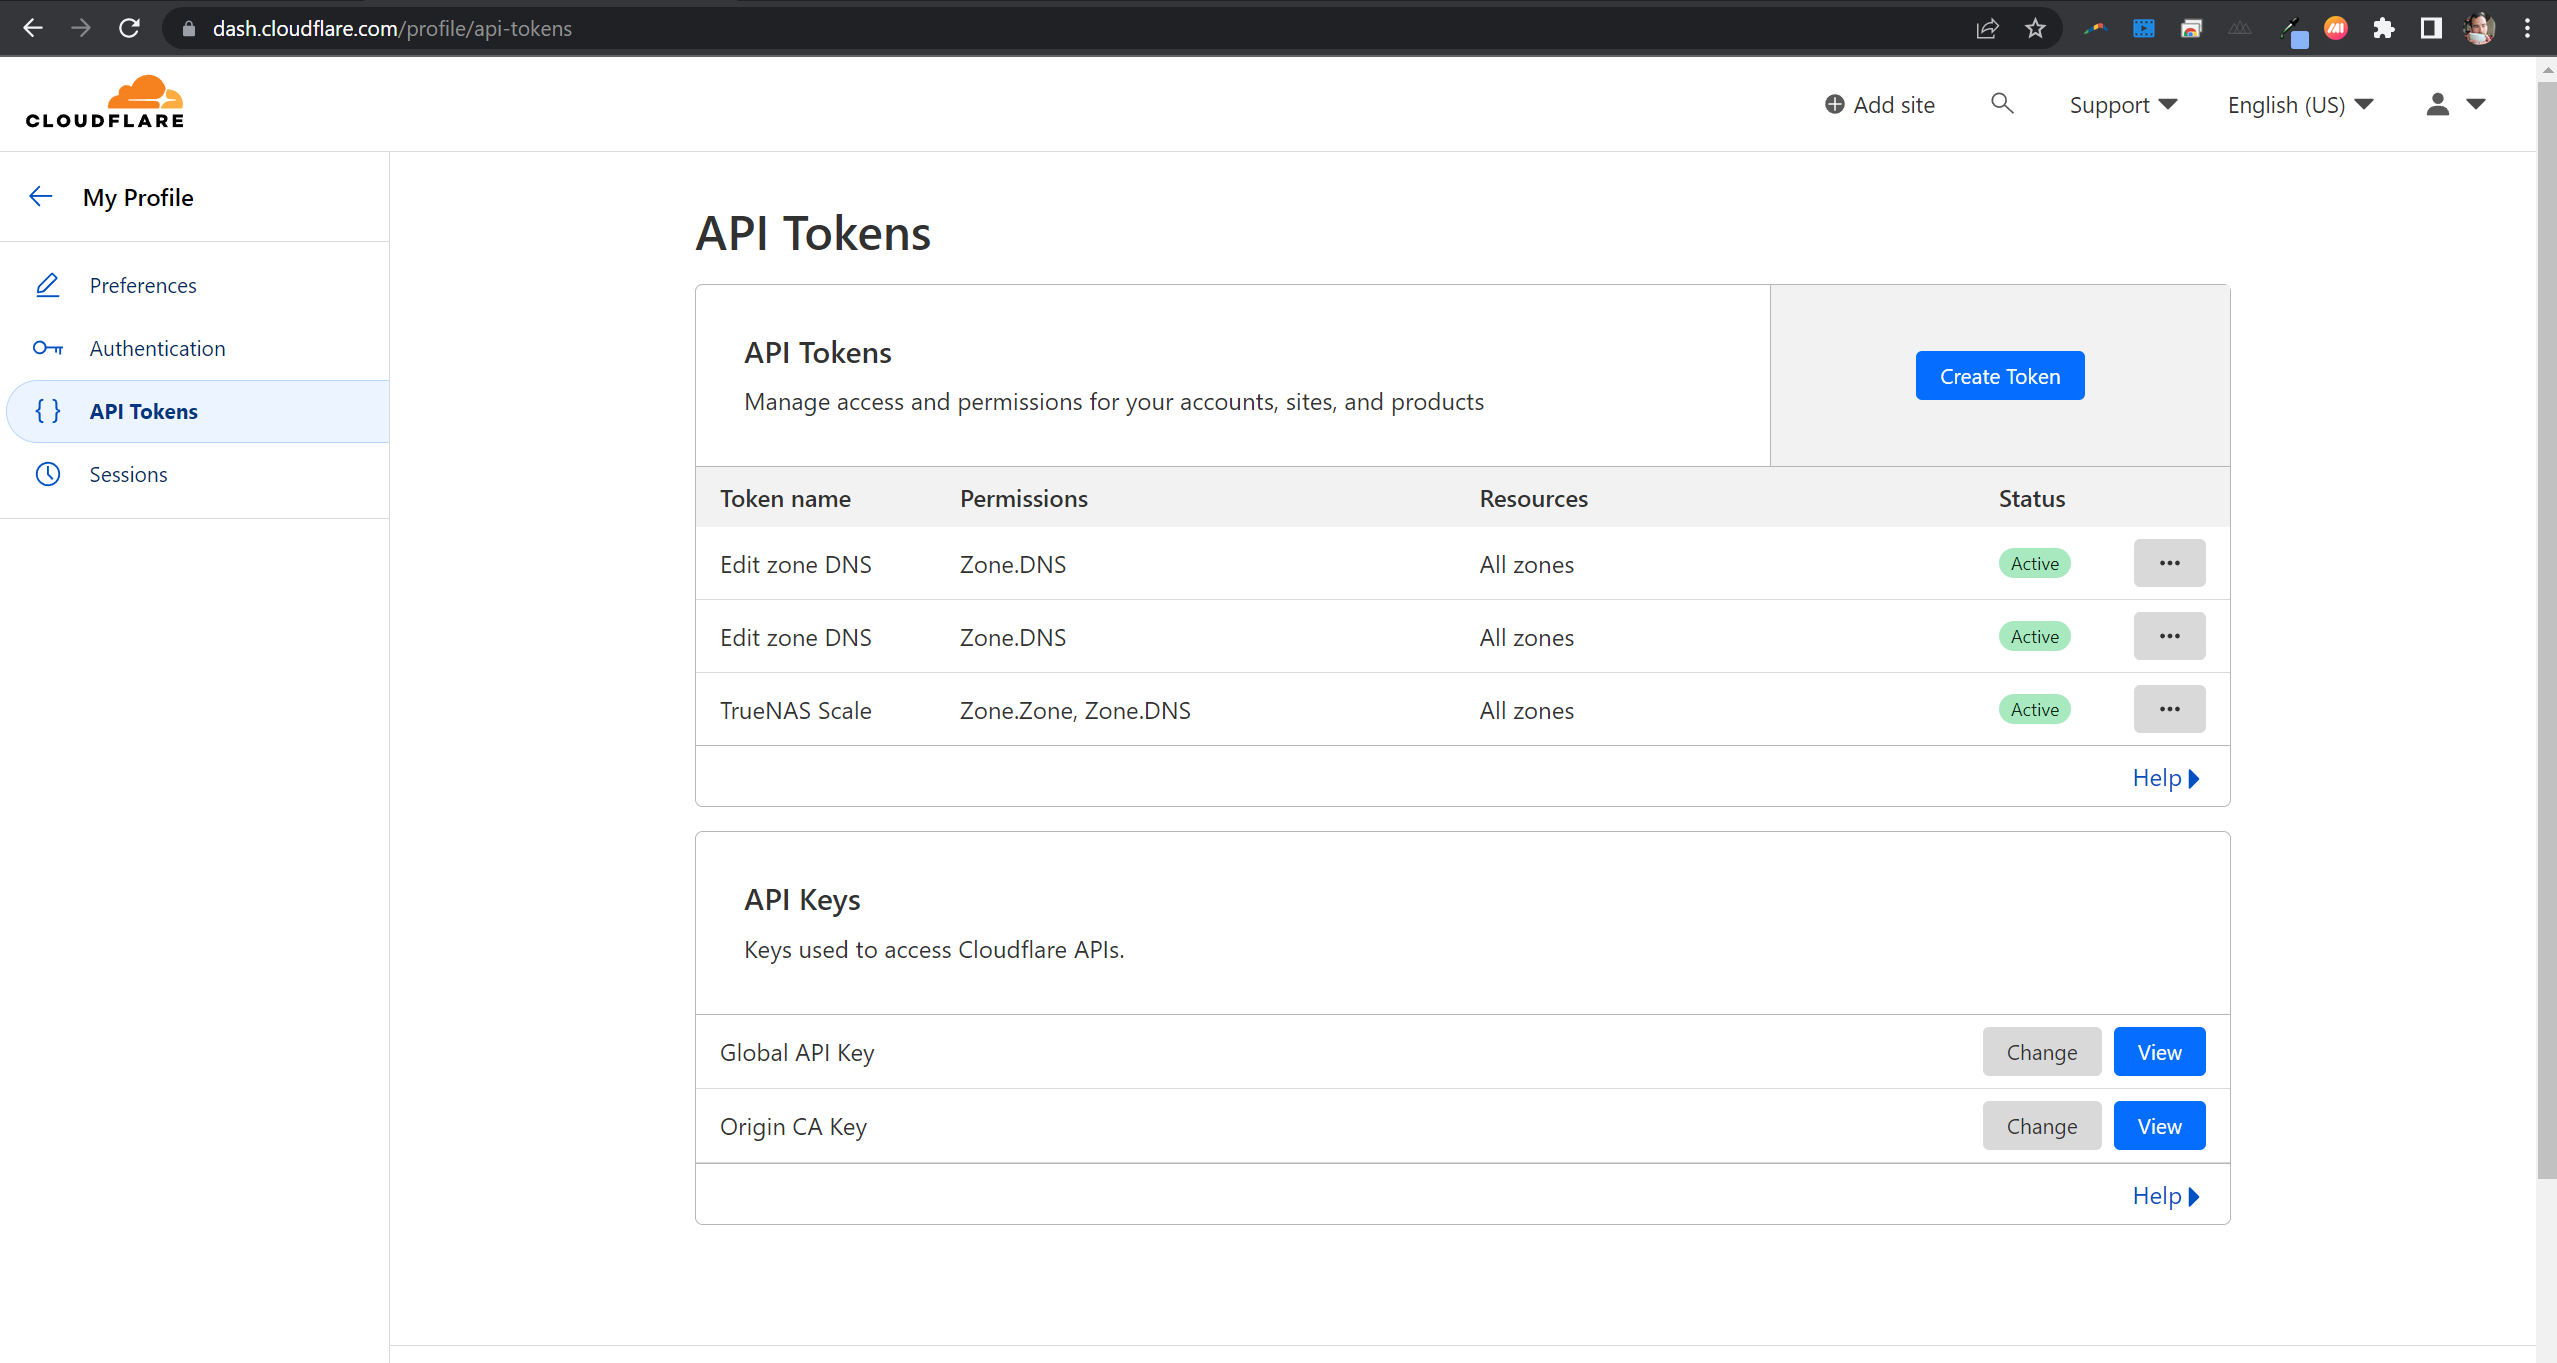 dash.cloudflare.com/profile/api-tokens
CLOUDFLARE
Add site
Support
English (US)
My Profile
Preferences
Authentication
API Tokens
Sessions
API Tokens
API Tokens
Manage access and permissions for your accounts, sites, and products
Create Token
Token name Permissions Resources Status
Edit zone DNS Zone.DNS All zones Active
Edit zone DNS Zone.DNS All zones Active
TrueNAS Scale Zone.Zone, Zone.DNS All zones Active
Help
API Keys
Keys used to access Cloudflare APIs.
Global API Key Change View
Origin CA Key Change View
Help